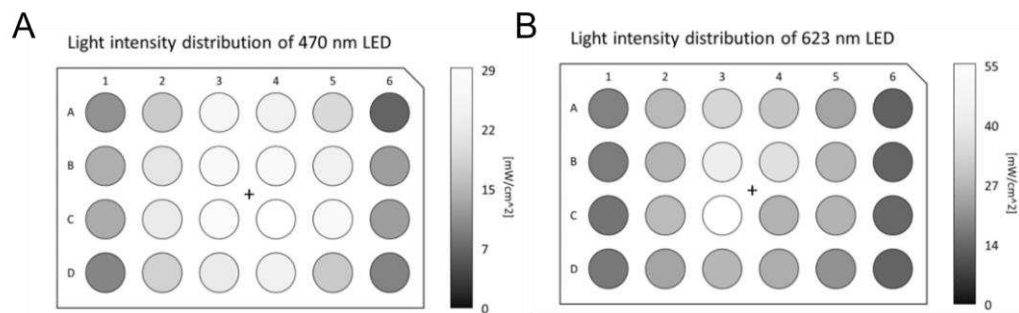 A
Light intensity distribution of 470 nm LED
1 2 3 4 5 6
A
B
C
D
29
22
15
7
0
[mW/cm^2]
B
Light intensity distribution of 623 nm LED
1 2 3 4 5 6
A
B
C
D
55
40
27
14
0
[mW/cm^2]